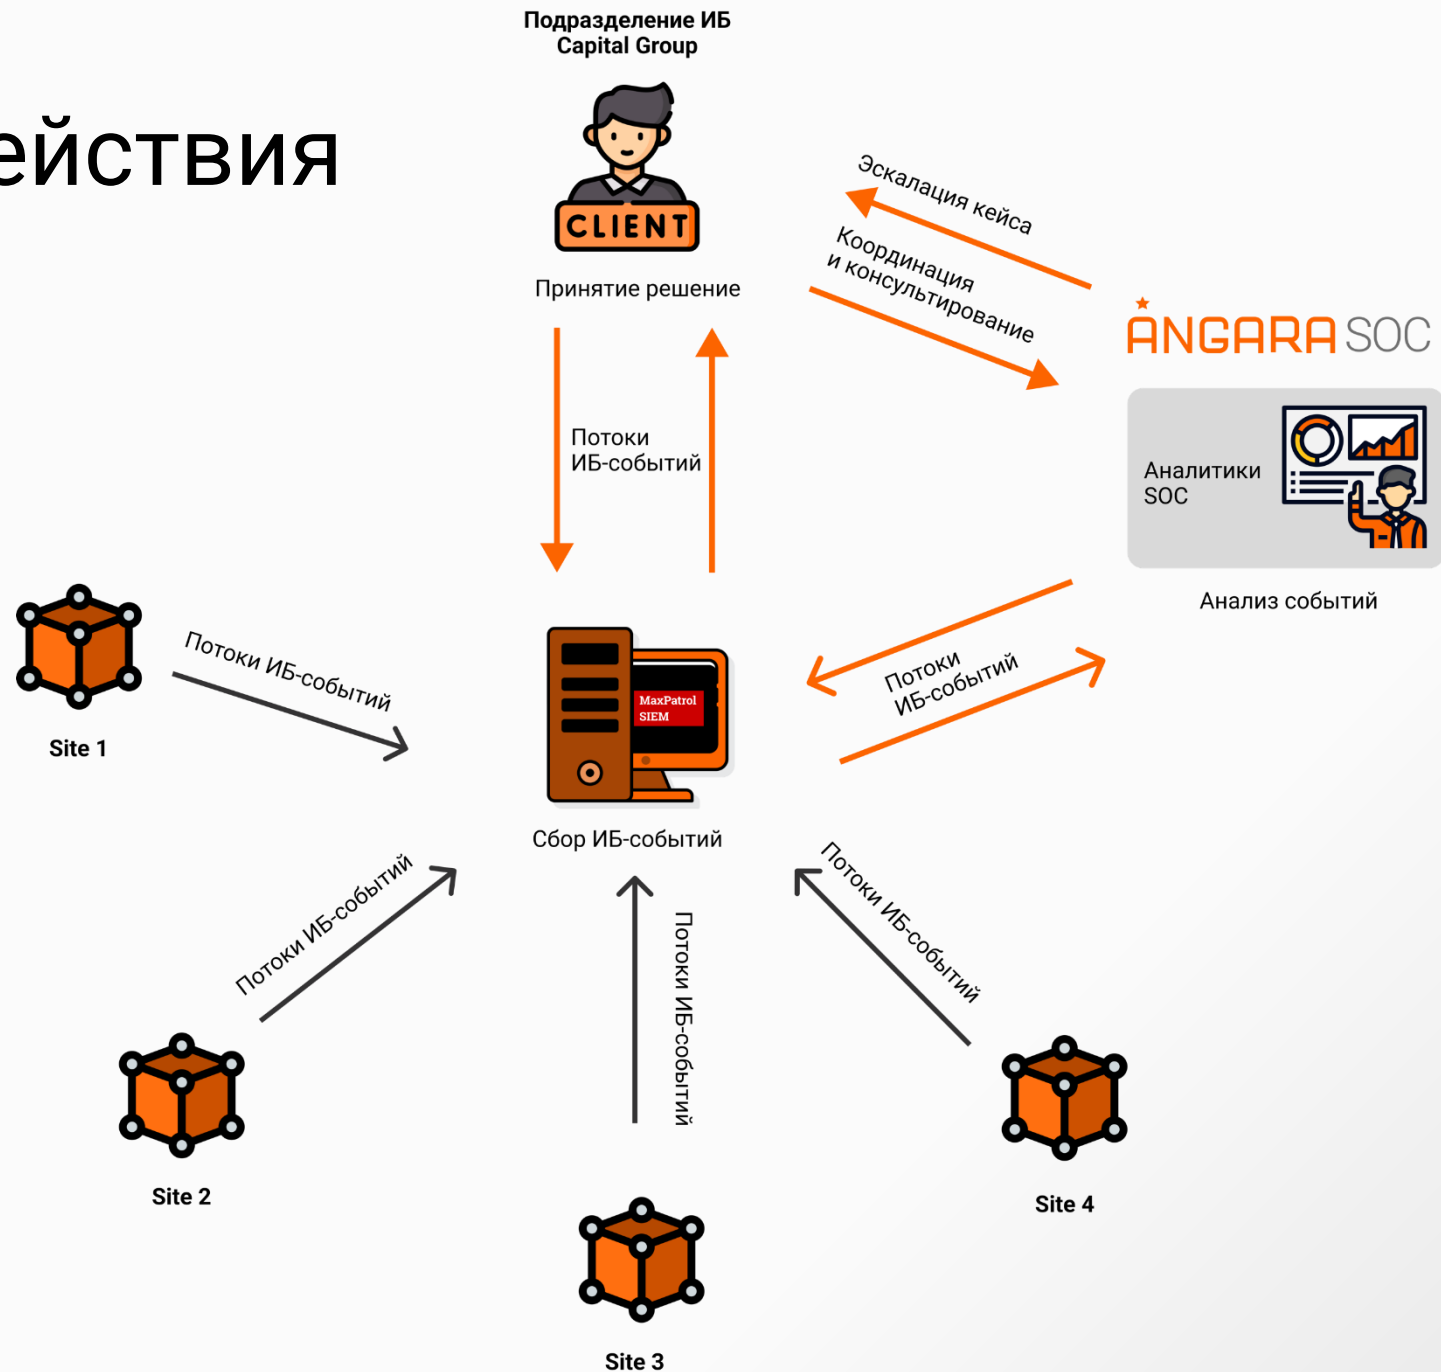 Подразделение ИБ
Capital Group
ействия
CLIENT
Принятие решение
Эскалация кейса
Координация
и консультирование
ANGARA SOC
Потоки
ИБ-событий
Аналитики
SOC
Анализ событий
Потоки ИБ-событий
Site 1
MaxPatrol
SIEM
Потоки
ИБ-событий
Сбор ИБ-событий
Потоки ИБ-событий
Потоки ИБ-событий
Потоки ИБ-событий
Site 2
Site 4
Site 3